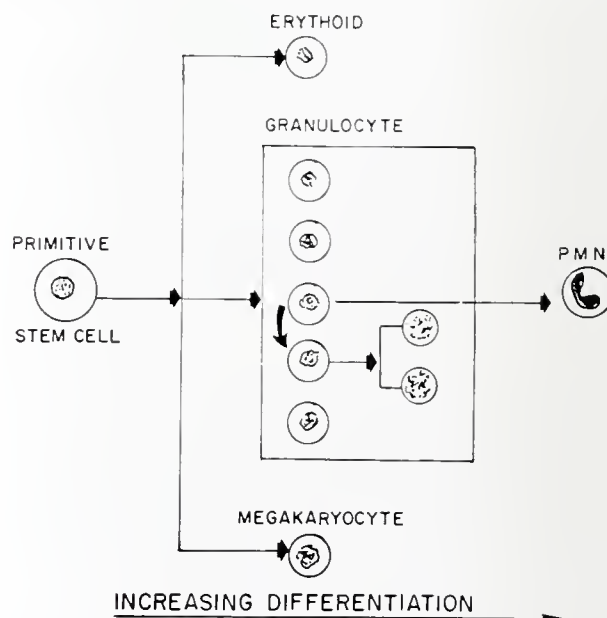 ERYTHOID
GRANULOCYTE
PRIMITIVE
STEM CELL
PMN
MEGAKARYOCYTE
INCREASING DIFFERENTIATION